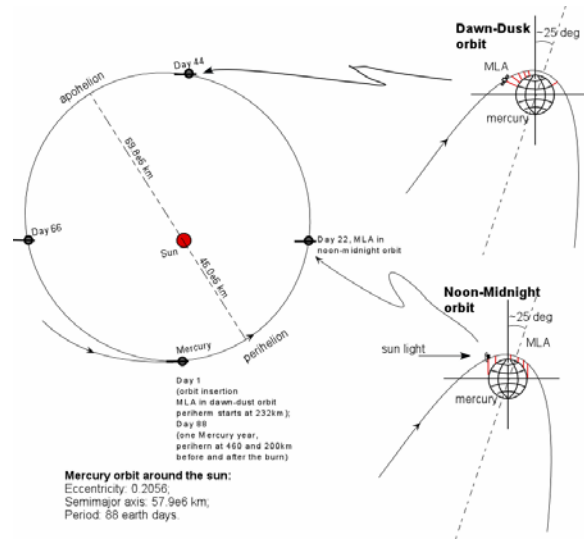 Dawn-Dusk
orbit
~25 deg
MLA
mercury
Day 44
apohelion
69.8e6 km
Day 66
Sun
46.0e6 km
Day 22, MLA in
noon-midnight orbit
Mercury
perihelion
Day 1
(orbit insertion
MLA in dawn-dust orbit
periherm starts at 232km);
Day 88
(one Mercury year,
perihern at 460 and 200km
before and after the burn)
Noon-Midnight
orbit
~25 deg
sun light
MLA
mercury
Mercury orbit around the sun:
Eccentricity: 0.2056;
Semimajor axis: 57.9e6 km;
Period: 88 earth days.